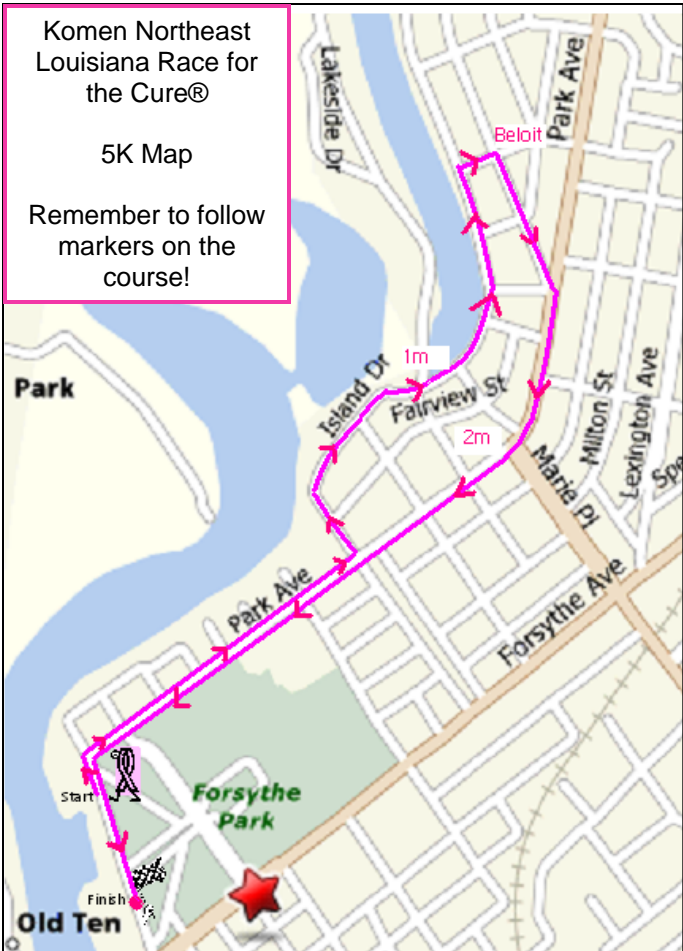 Komen Northeast
Louisiana Race for
the Cure®
5K Map
Remember to follow
markers on the
course!
Lakeside Dr
Park Ave
Beloit
1m
Island Dr
Fairview St
Park
2m
Milton St
Lexington Ave
Spe
Marie Pl
Forsythe Ave
Park Ave
Start
Forsythe
Park
Finish
Old Ten